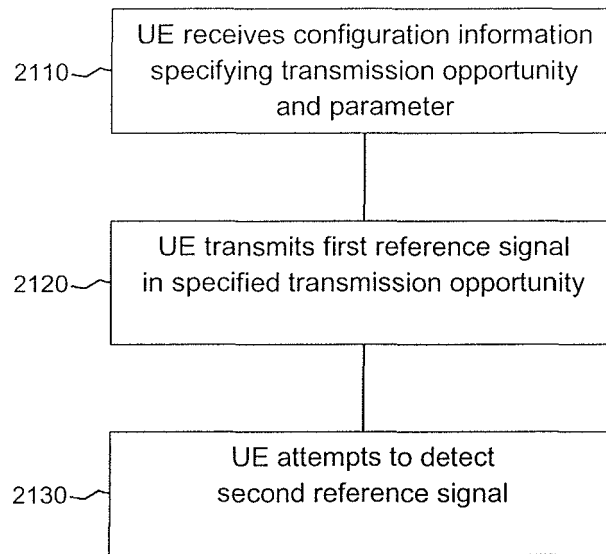 UE receives configuration information
2110
specifying transmission opportunity
and parameter
UE transmits first reference signal
2120
in specified transmission opportunity
UE attempts to detect
2130
second reference signal